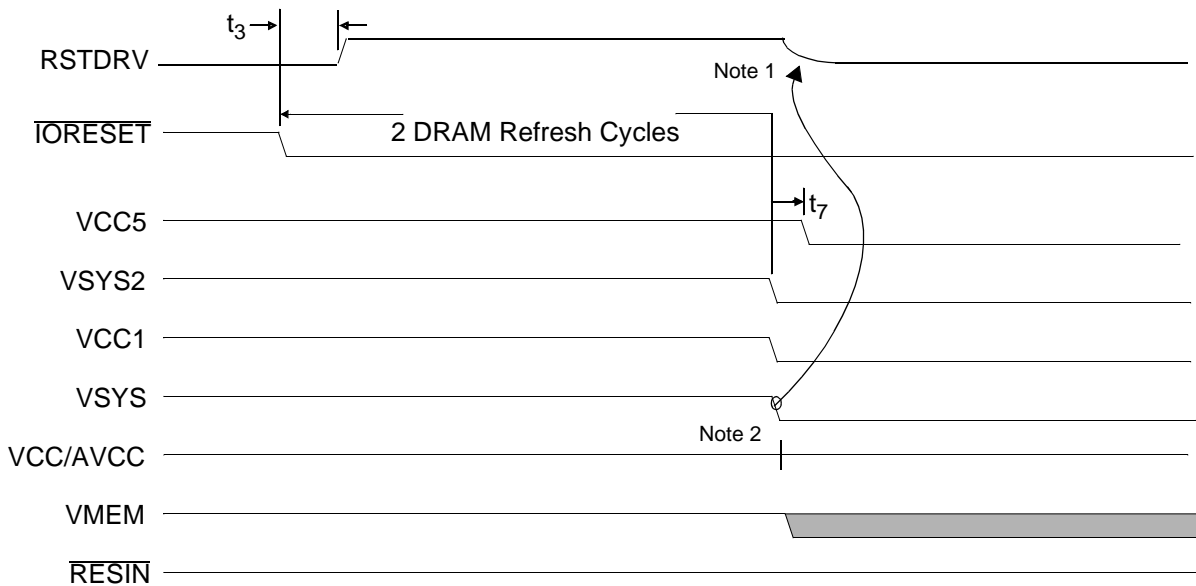 t3
RSTDRV
Note 1
IORESET
2 DRAM Refresh Cycles
VCC5
t7
VSYS2
VCC1
VSYS
Note 2
VCC/AVCC
VMEM
RESIN